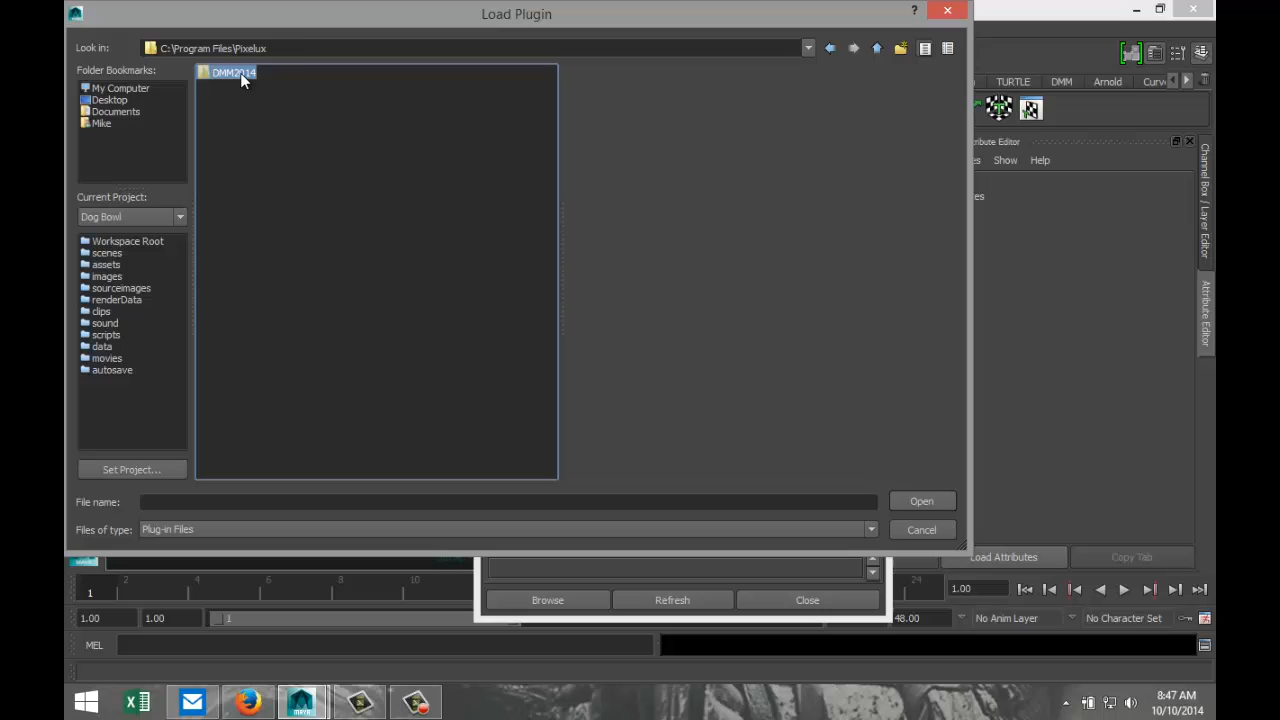 Load Plugin
?
Look in:
C:\Program Files\Pixelux
Folder Bookmarks:
My Computer
Desktop
Documents
Mike
DMM2014
Current Project:
Dog Bowl
Workspace Root
scenes
assets
images
sourceimages
renderData
clips
sound
scripts
data
movies
autosave
Set Project...
File name:
Open
Files of type:
Plug-in Files
Cancel
TURTLE
DMM
Arnold
Curv
ribute Editor
es
Show
Help
es
Channel Box / Layer Editor
Attribute Editor
Load Attributes
Copy Tab
2
4
6
8
10
24
1
1.00
Browse
Refresh
Close
1.00
1.00
1
48.00
No Anim Layer
No Character Set
MEL
MAYA
8:47 AM
10/10/2014